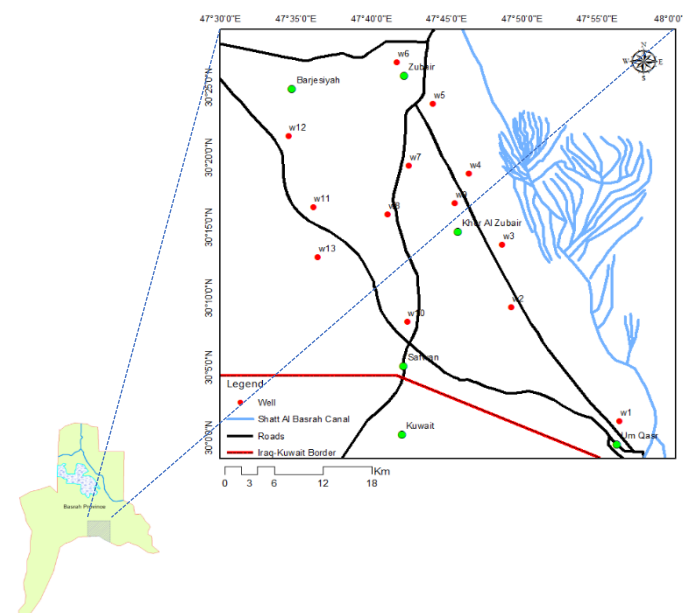 47°30'0"E 47°35'0"E 47°40'0"E 47°45'0"E 47°50'0"E 47°55'0"E 48°0'0"
N
W E
S
30°25'0"N
30°20'0"N
30°15'0"N
30°10'0"N
30°5'0"N
30°0'0"N
w6
Zubair
Barjesiyah
w5
w12
w7
w4
w11
w8
w9
Khor Al Zubair
w3
w13
w2
w10
Safwan
w1
Um Qasr
Kuwait
Legend
Well
Shatt Al Basrah Canal
Roads
Iraq-Kuwait Border
Km
0 3 6 12 18
Basrah Province